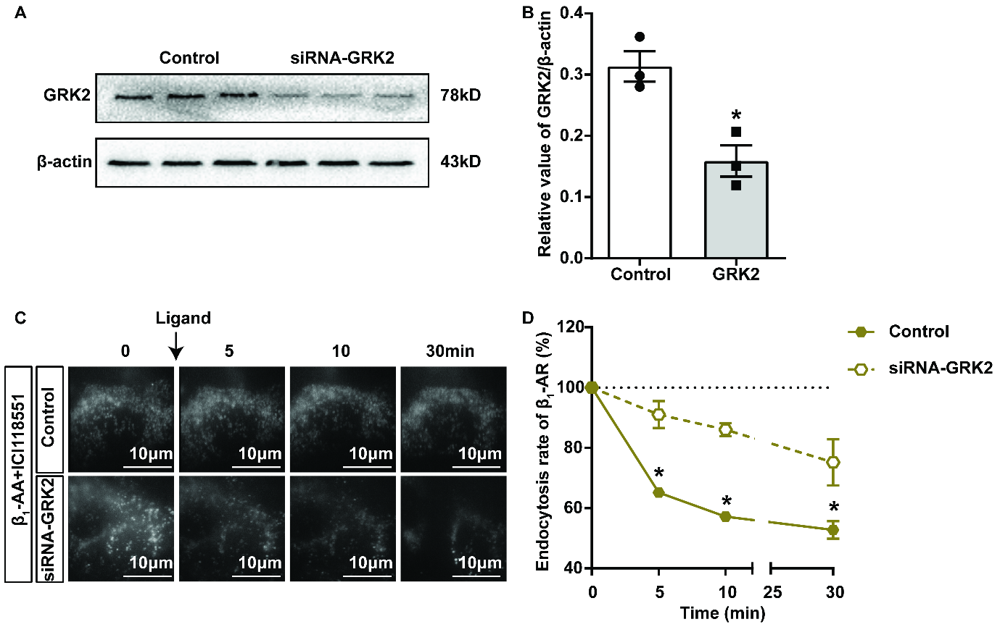 A
Control siRNA-GRK2
GRK2 78kD
β-actin 43kD
B
Relative value of GRK2/β-actin
0.4
0.3
0.2
0.1
0.0
*
Control GRK2
C
Ligand
0 5 10 30min
β1-AA+ICI118551
Control
10μm 10μm 10μm 10μm
siRNA-GRK2
10μm 10μm 10μm 10μm
D
Endocytosis rate of β1-AR (%)
120
100
80
60
40
* * *
0 5 10 25 30
Time (min)
Control
siRNA-GRK2